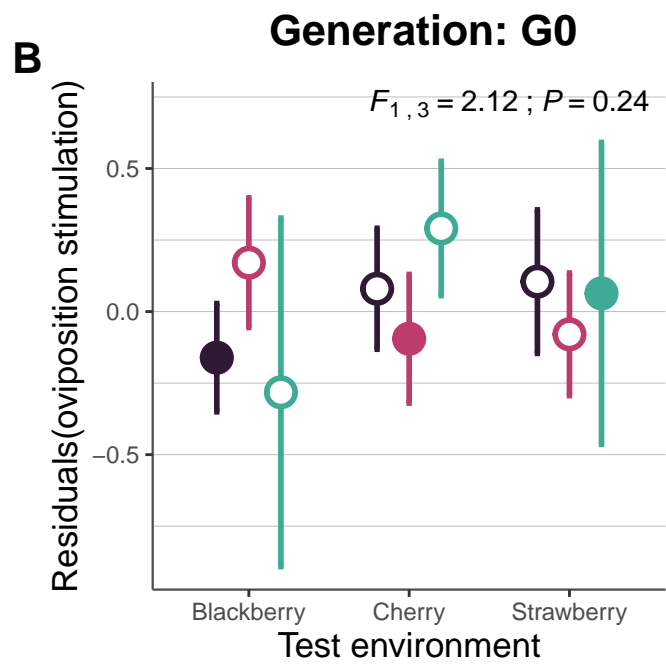 Generation: G0
B
F1 , 3 = 2.12 ; P = 0.24
Residuals(oviposition stimulation)
0.5
0.0
−0.5
Blackberry Cherry Strawberry
Test environment